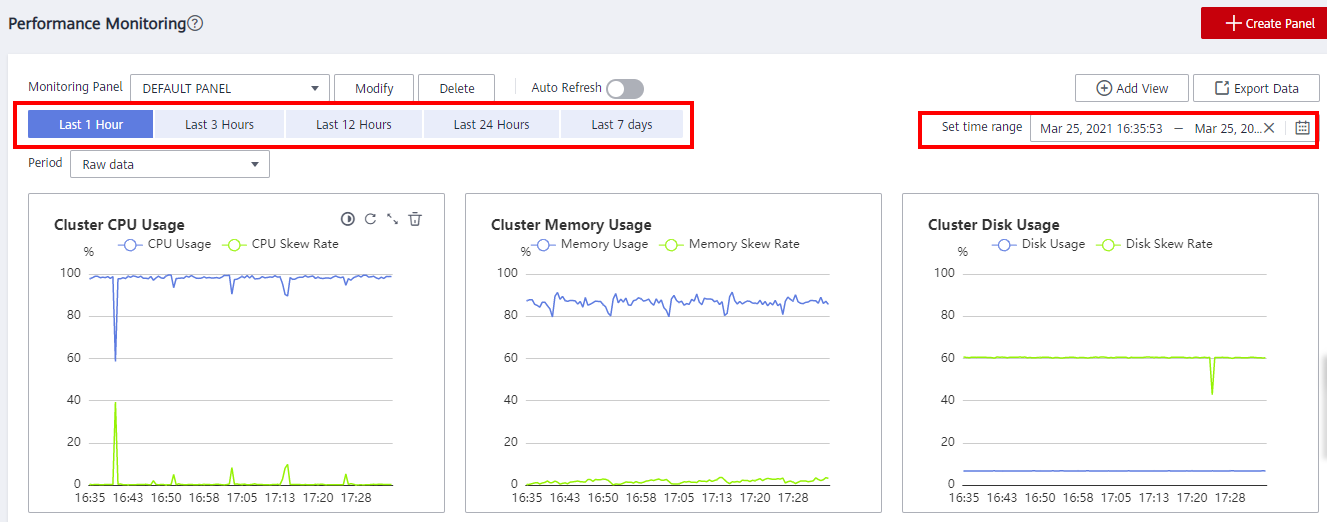 Performance Monitoring ?
Create Panel
Monitoring Panel DEFAULT PANEL Modify Delete Auto Refresh Add View Export Data
Last 1 Hour Last 3 Hours Last 12 Hours Last 24 Hours Last 7 days Set time range Mar 25, 2021 16:35:53 – Mar 25, 20...
Period Raw data
Cluster CPU Usage
% CPU Usage CPU Skew Rate
100
80
60
40
20
0
16:35 16:43 16:50 16:58 17:05 17:13 17:20 17:28
Cluster Memory Usage
% Memory Usage Memory Skew Rate
100
80
60
40
20
0
16:35 16:43 16:50 16:58 17:05 17:13 17:20 17:28
Cluster Disk Usage
% Disk Usage Disk Skew Rate
100
80
60
40
20
0
16:35 16:43 16:50 16:58 17:05 17:13 17:20 17:28